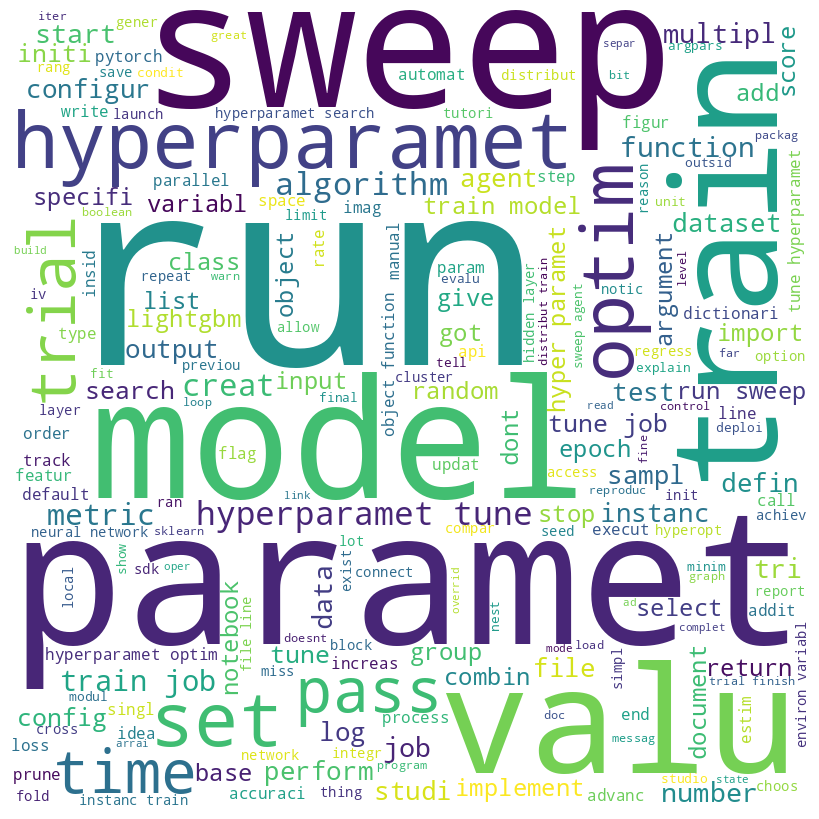 iter
gener
great
sweep
separ
argpars
start
multipl
initi
pytorch
rang
save
condit
automat
distribut
bit
score
configur
add
write
launch
hyperparamet search
tutori
figur
packag
hyperparamet
function
outsid
train
parallel
algorithm
agent
step
optim
reason
unit
tune hyperparamet
specifi
variabl
space
limit
imag
train model
dataset
boolean
level
run
trial
insid
class
object
rate
manual
param
evalu
hidden layer
distribut train
hyper paramet
sweep agent
notic
argument
dictionari
build
warn
repeat
iv
list
give
import
type
allow
lightgbm
got
api
regress
far
option
output
previou
object function
tell
explain
fit
search
creat
input
cluster
random
test
run sweep
layer
loop
final
read
control
line
order
model
flag
dont
tune job
deploi
track
updat
epoch
fine
featur
access
sampl
default
ran
link
reproduc
init
defin
call
metric
hyperparamet tune
stop
instanc
achiev
neural network
sklearn
compar
seed
execut
hyperopt
paramet
show
sdk
oper
lot
exist
connect
local
data
overrid
minim
graph
tri
report
nest
ad
select
addit
notebook
file line
doesnt
hyperparamet optim
tune
block
group
mode
load
complet
miss
increas
combin
file
simpl
return
train job
document
trial finish
environ variabl
modul
pass
valu
config
singl
set
process
doc
end
estim
cross
log
messag
loss
idea
arrai
network
integr
job
time
base
perform
program
studio
state
prune
choos
thing
studi
implement
advanc
number
fold
instanc train
accuraci